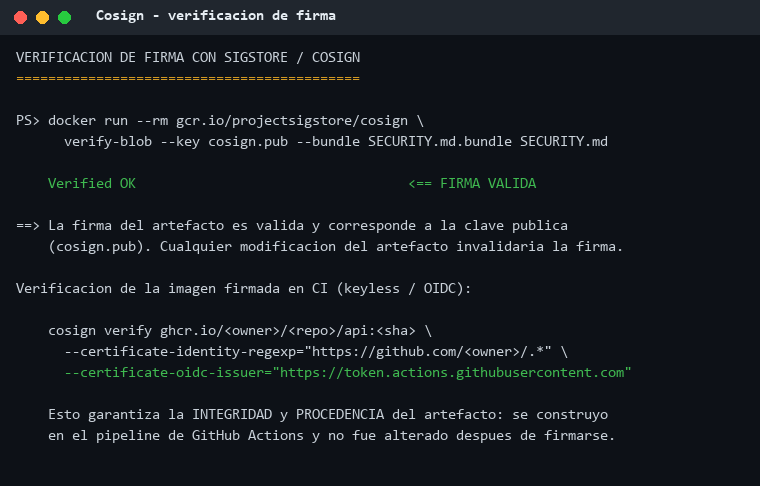 Cosign - verificacion de firma
VERIFICACION DE FIRMA CON SIGSTORE / COSIGN
===========================================
PS> docker run --rm gcr.io/projectsigstore/cosign \
verify-blob --key cosign.pub --bundle SECURITY.md.bundle SECURITY.md
Verified OK <== FIRMA VALIDA
==> La firma del artefacto es valida y corresponde a la clave publica
(cosign.pub). Cualquier modificacion del artefacto invalidaria la firma.
Verificacion de la imagen firmada en CI (keyless / OIDC):
cosign verify ghcr.io/<owner>/<repo>/api:<sha> \
--certificate-identity-regexp="https://github.com/<owner>/.*" \
--certificate-oidc-issuer="https://token.actions.githubusercontent.com"
Esto garantiza la INTEGRIDAD y PROCEDENCIA del artefacto: se construyo
en el pipeline de GitHub Actions y no fue alterado despues de firmarse.